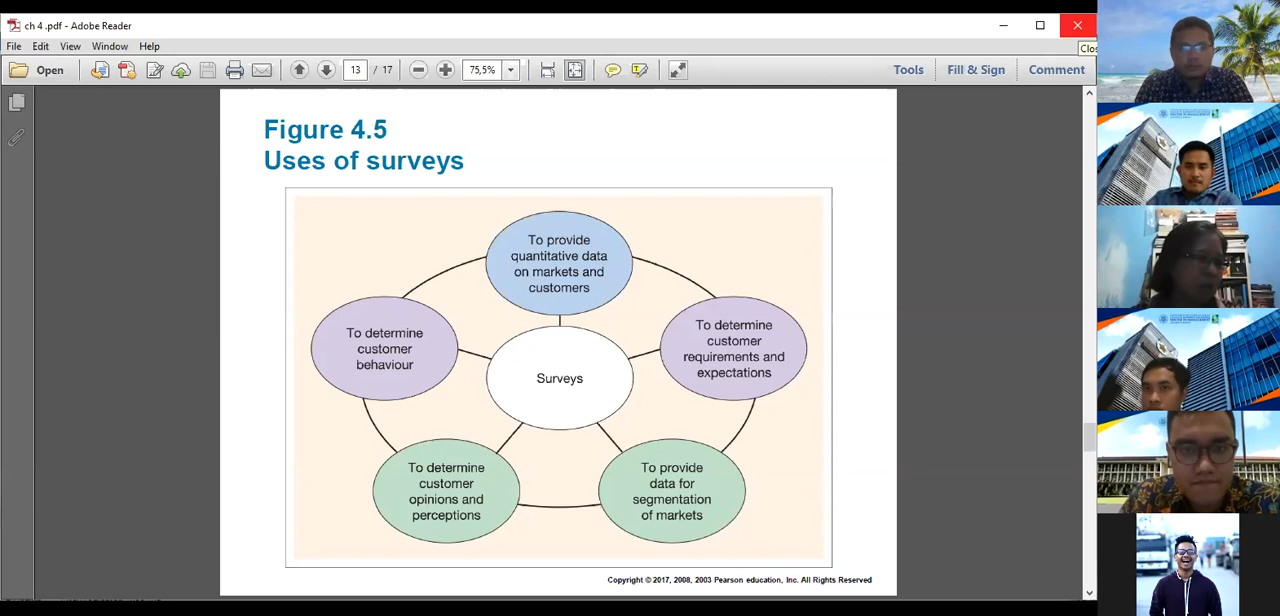 ch 4 .pdf - Adobe Reader
File Edit View Window Help
Clos
Open
13 / 17
75,5%
Tools
Fill & Sign
Comment
Figure 4.5
Uses of surveys
To provide
quantitative data
on markets and
customers
To determine
customer
behaviour
To determine
customer
requirements and
expectations
Surveys
To determine
customer
opinions and
perceptions
To provide
data for
segmentation
of markets
Copyright © 2017, 2008, 2003 Pearson education, Inc. All Rights Reserved